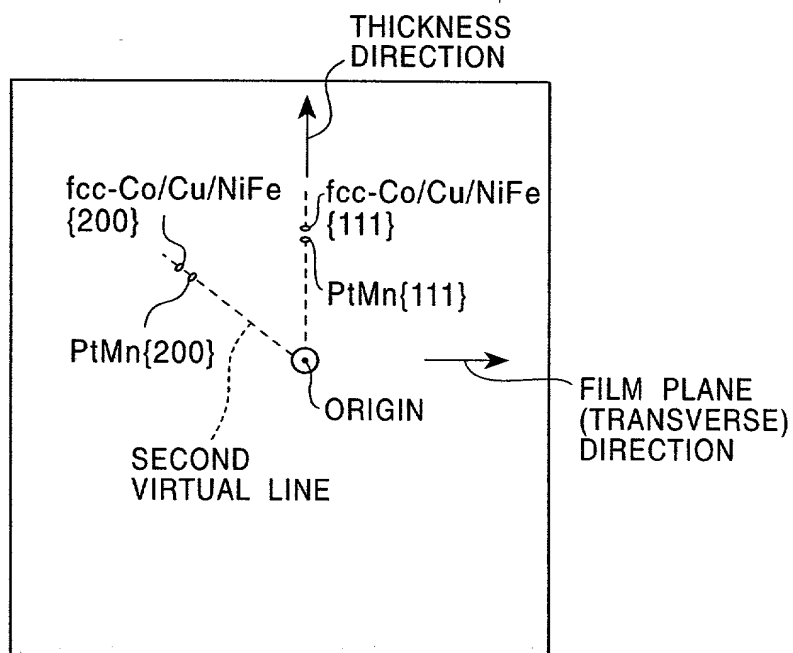 THICKNESS
DIRECTION
fcc-Co/Cu/NiFe
{200}
fcc-Co/Cu/NiFe
{111}
PtMn{111}
PtMn{200}
ORIGIN
FILM PLANE
(TRANSVERSE)
DIRECTION
SECOND
VIRTUAL LINE